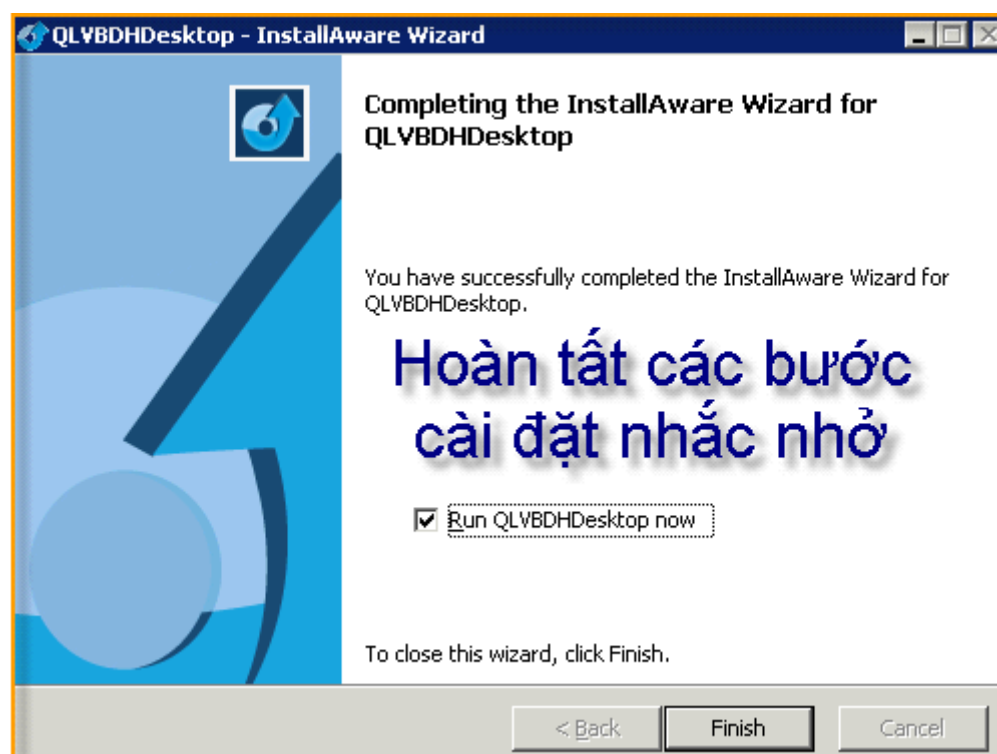 QLVBDHDesktop - InstallAware Wizard
Completing the InstallAware Wizard for
QLVBDHDesktop
You have successfully completed the InstallAware Wizard for
QLVBDHDesktop.
Hoàn tất các bước
cài đặt nhắc nhở
Run QLVBDHDesktop now
To close this wizard, click Finish.
< Back Finish Cancel